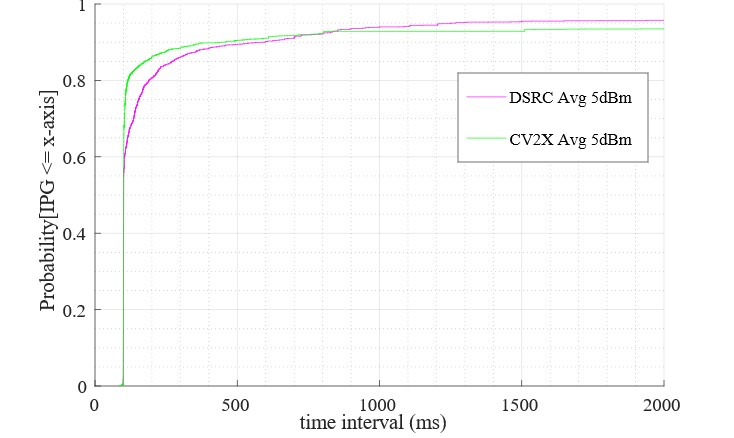 1
0.8
0.6
0.4
0.2
0
Probability[IPG <= x-axis]
DSRC Avg 5dBm
CV2X Avg 5dBm
0 500 1000 1500 2000
time interval (ms)